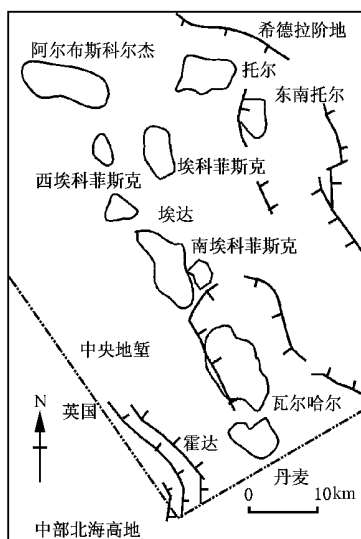 希德拉阶地
阿尔布斯科尔杰
托尔
东南托尔
西埃科菲斯克
埃科菲斯克
埃达
南埃科菲斯克
中央地堑
N
英国
瓦尔哈尔
霍达
丹麦
0 10km
中部北海高地